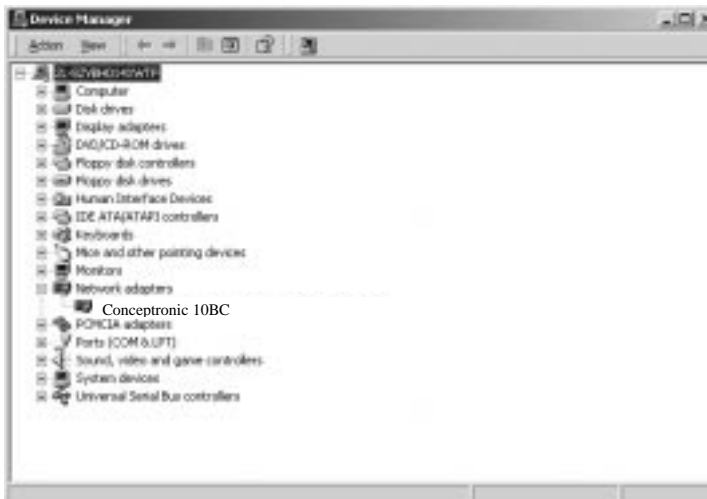 Device Manager
Action View
Computer
Disk drives
Display adapters
DVD/CD-ROM drives
Floppy disk controllers
Floppy disk drives
Human Interface Devices
IDE ATA/ATAPI controllers
Keyboards
Mice and other pointing devices
Monitors
Network adapters
Conceptronic 10BC
PCMCIA adapters
Ports (COM & LPT)
Sound, video and game controllers
System devices
Universal Serial Bus controllers